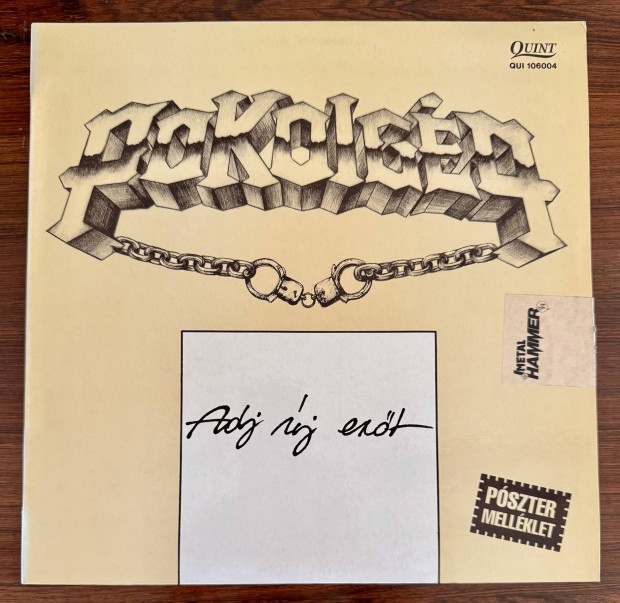 QUINT
QUI 106004
POKOLGÉP
METAL
HAMMER
Adj új erőt
PÓSZTER
MELLÉKLET